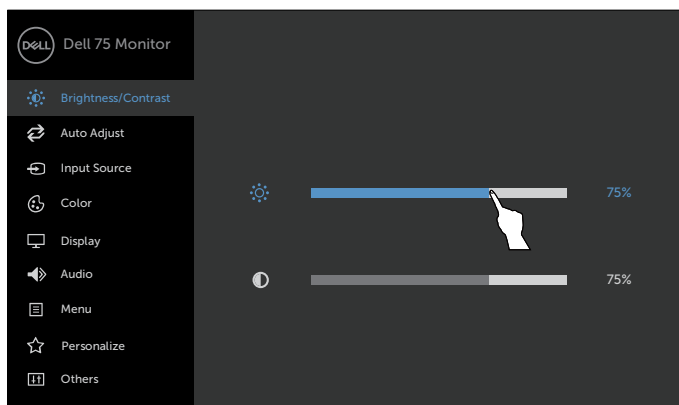 DELL Dell 75 Monitor
Brightness/Contrast
Auto Adjust
Input Source
75%
Color
Display
Audio
75%
Menu
Personalize
Others